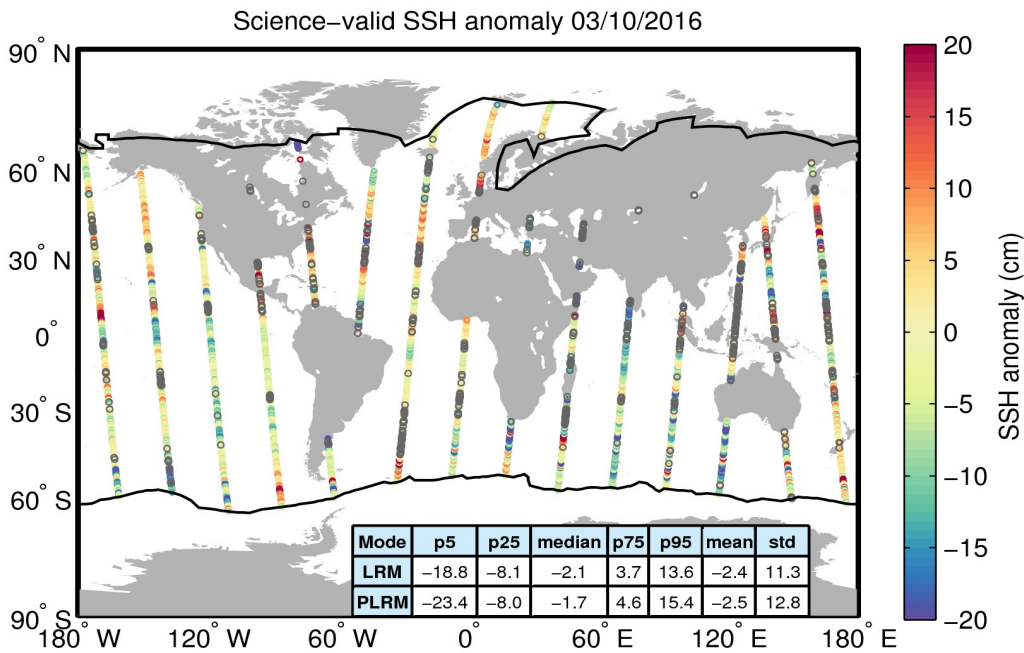 Science−valid SSH anomaly 03/10/2016
90° N
60° N
30° N
0°
30° S
60° S
90° S
180° W
120° W
60° W
0°
60° E
120° E
180° E
Mode p5 p25 median p75 p95 mean std
LRM −18.8 −8.1 −2.1 3.7 13.6 −2.4 11.3
PLRM −23.4 −8.0 −1.7 4.6 15.4 −2.5 12.8
20
15
10
5
0
−5
−10
−15
−20
SSH anomaly (cm)